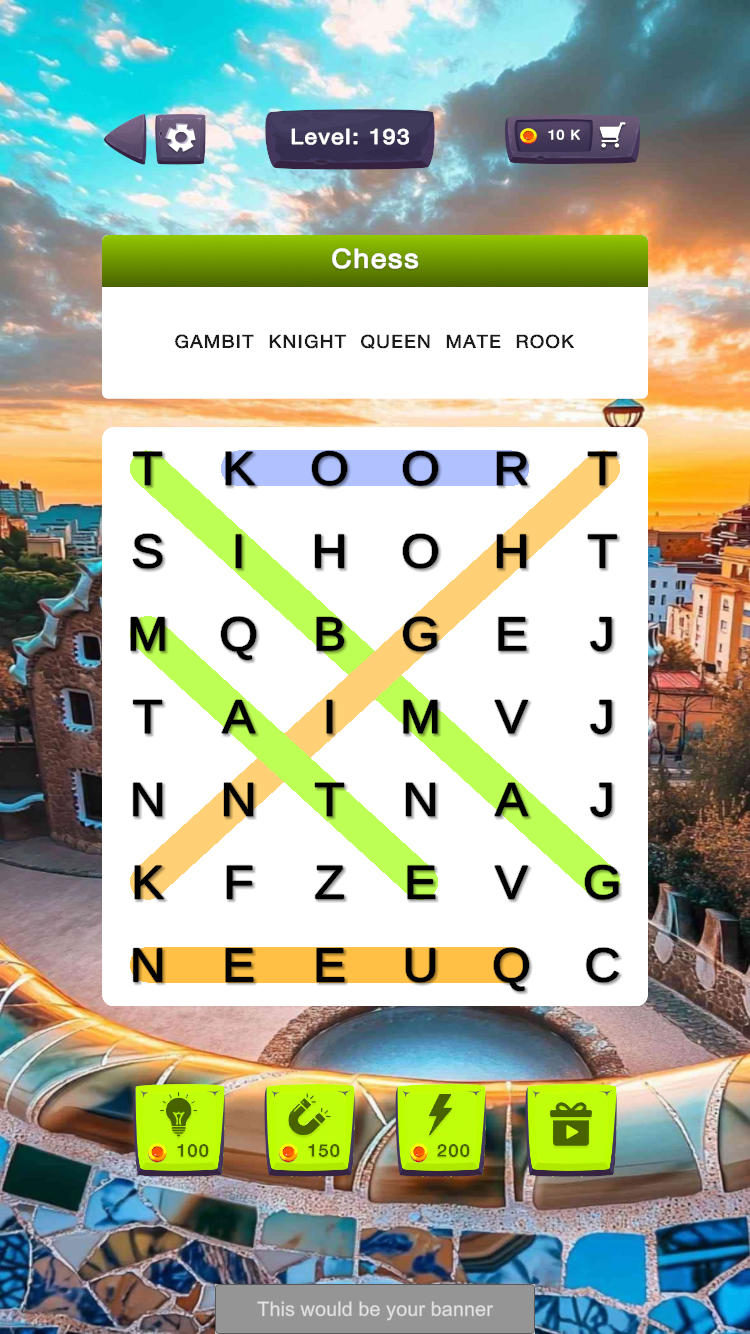 Level: 193
10 K
Chess
GAMBIT KNIGHT QUEEN MATE ROOK
T K O O R T
S I H O H T
M Q B G E J
T A I M V J
N N T N A J
K F Z E V G
N E E U Q C
100 150 200
This would be your banner